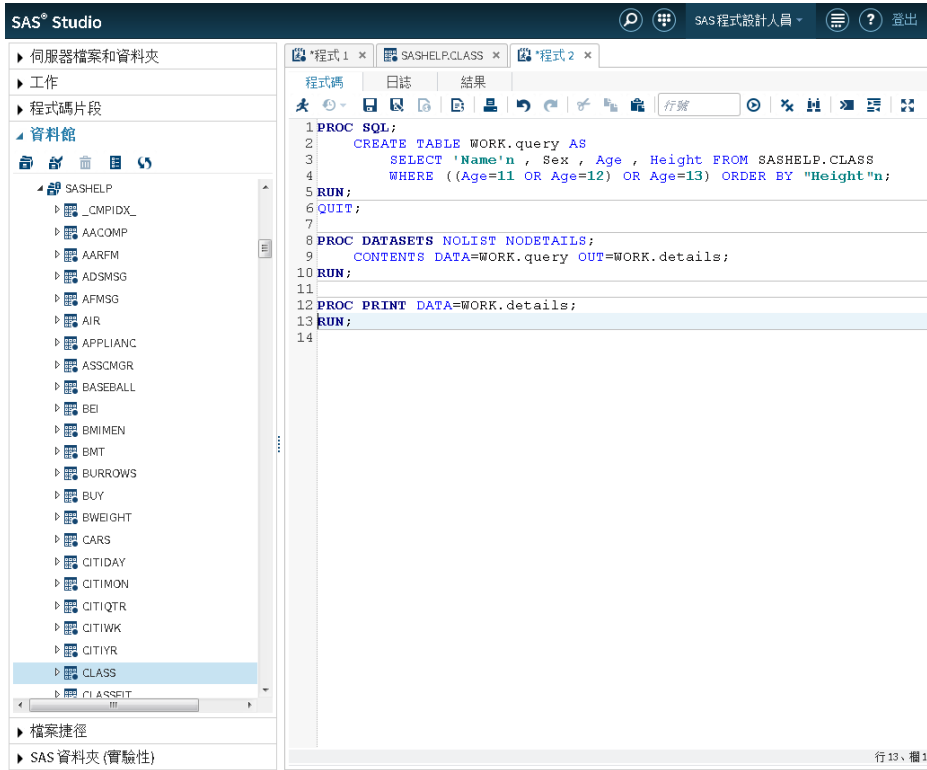 SAS® Studio
SAS 程式設計人員
登出
伺服器檔案和資料夾
工作
程式碼片段
資料館
SASHELP
_CMPIDX_
AACOMP
AARFM
ADSMSG
AFMSG
AIR
APPLIANC
ASSCMGR
BASEBALL
BEI
BMIMEN
BMT
BURROWS
BUY
BWEIGHT
CARS
CITIDAY
CITIMON
CITIQTR
CITIWK
CITIYR
CLASS
CLASSFIT
檔案捷徑
SAS 資料夾 (實驗性)
*程式 1 × SASHELP.CLASS × *程式 2 ×
程式碼 日誌 結果
行號
1 PROC SQL;
2 CREATE TABLE WORK.query AS
3 SELECT 'Name'n , Sex , Age , Height FROM SASHELP.CLASS
4 WHERE ((Age=11 OR Age=12) OR Age=13) ORDER BY "Height"n;
5 RUN;
6 QUIT;
7
8 PROC DATASETS NOLIST NODETAILS;
9 CONTENTS DATA=WORK.query OUT=WORK.details;
10 RUN;
11
12 PROC PRINT DATA=WORK.details;
13 RUN;
14
行 13、欄 1